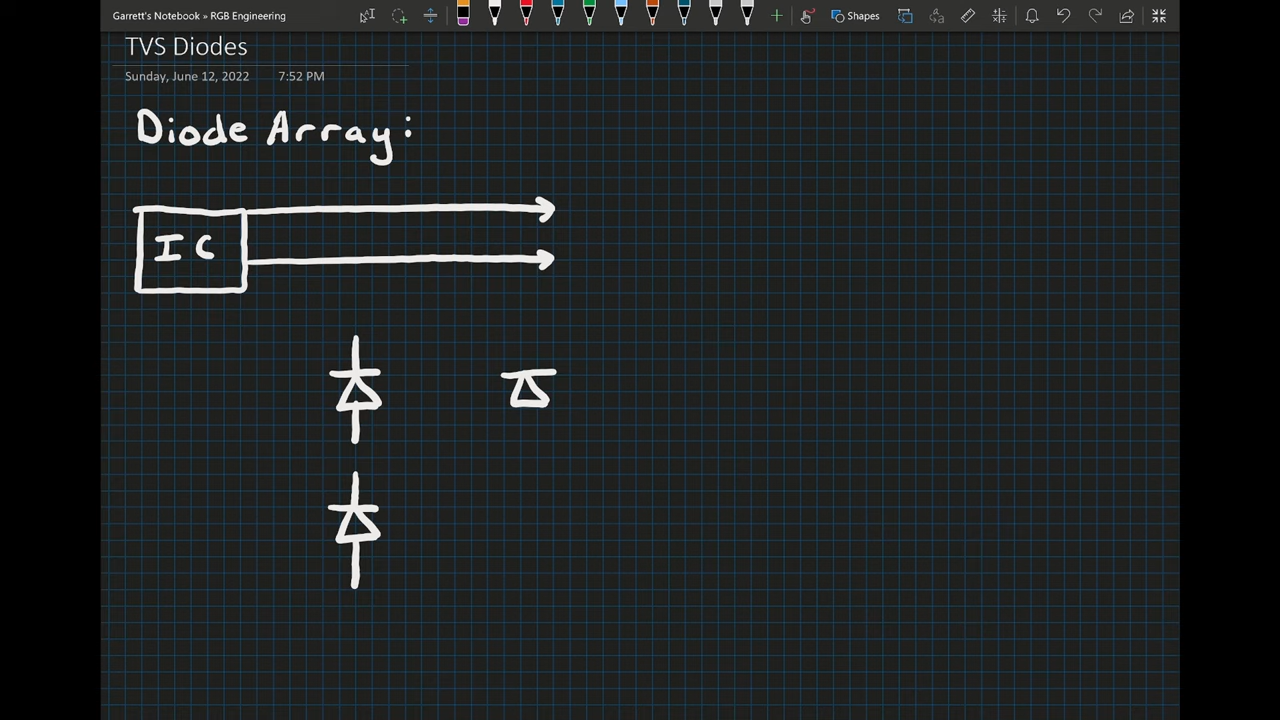 Garrett's Notebook » RGB Engineering
Shapes
TVS Diodes
Sunday, June 12, 2022 7:52 PM
Diode Array:
IC